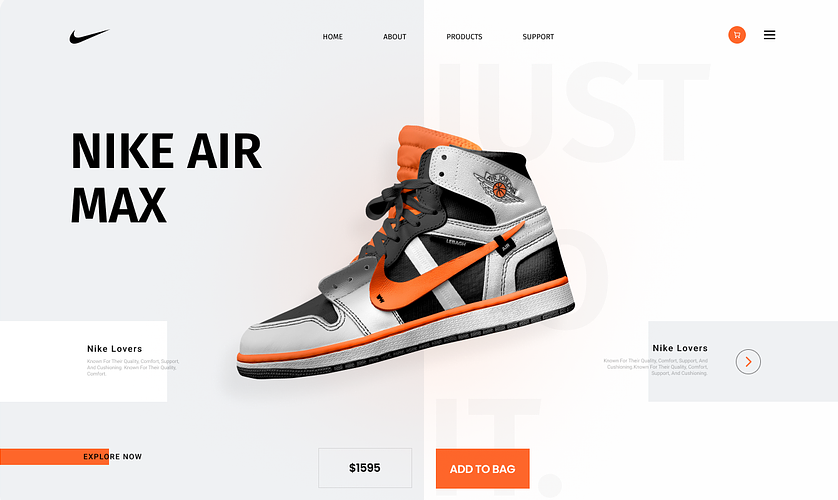 HOME
ABOUT
PRODUCTS
SUPPORT
JUST
DO
IT.
NIKE AIR
MAX
LEBAGH
AIR
Nike Lovers
Known For Their Quality, Comfort, Support,
And Cushioning. Known For Their Quality,
Comfort.
Nike Lovers
Known For Their Quality, Comfort, Support, And
Cushioning.Known For Their Quality, Comfort,
Support, And Cushioning.
EXPLORE NOW
$1595
ADD TO BAG